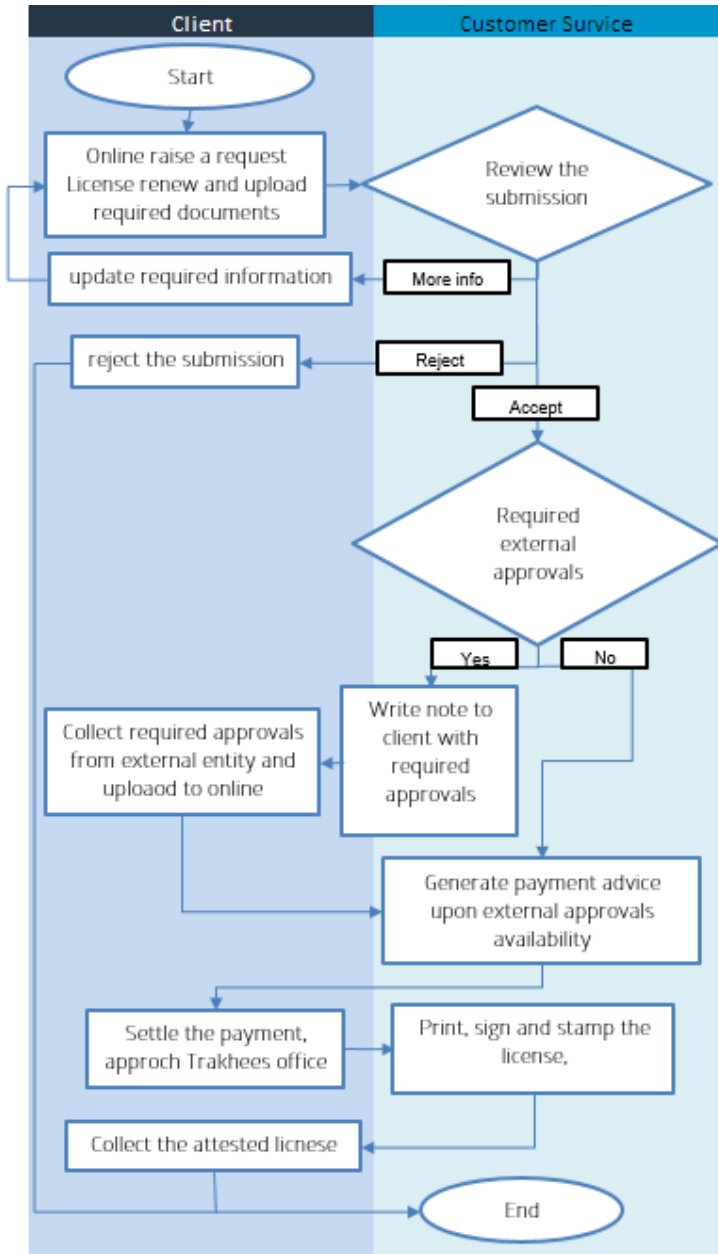 Client
Customer Survice
Start
Online raise a request
License renew and upload
required documents
Review the
submission
update required information
More info
reject the submission
Reject
Accept
Required
external
approvals
Yes
No
Collect required approvals
from external entity and
uploaod to online
Write note to
client with
required
approvals
Generate payment advice
upon external approvals
availability
Settle the payment,
approch Trakhees office
Print, sign and stamp the
license,
Collect the attested licnese
End